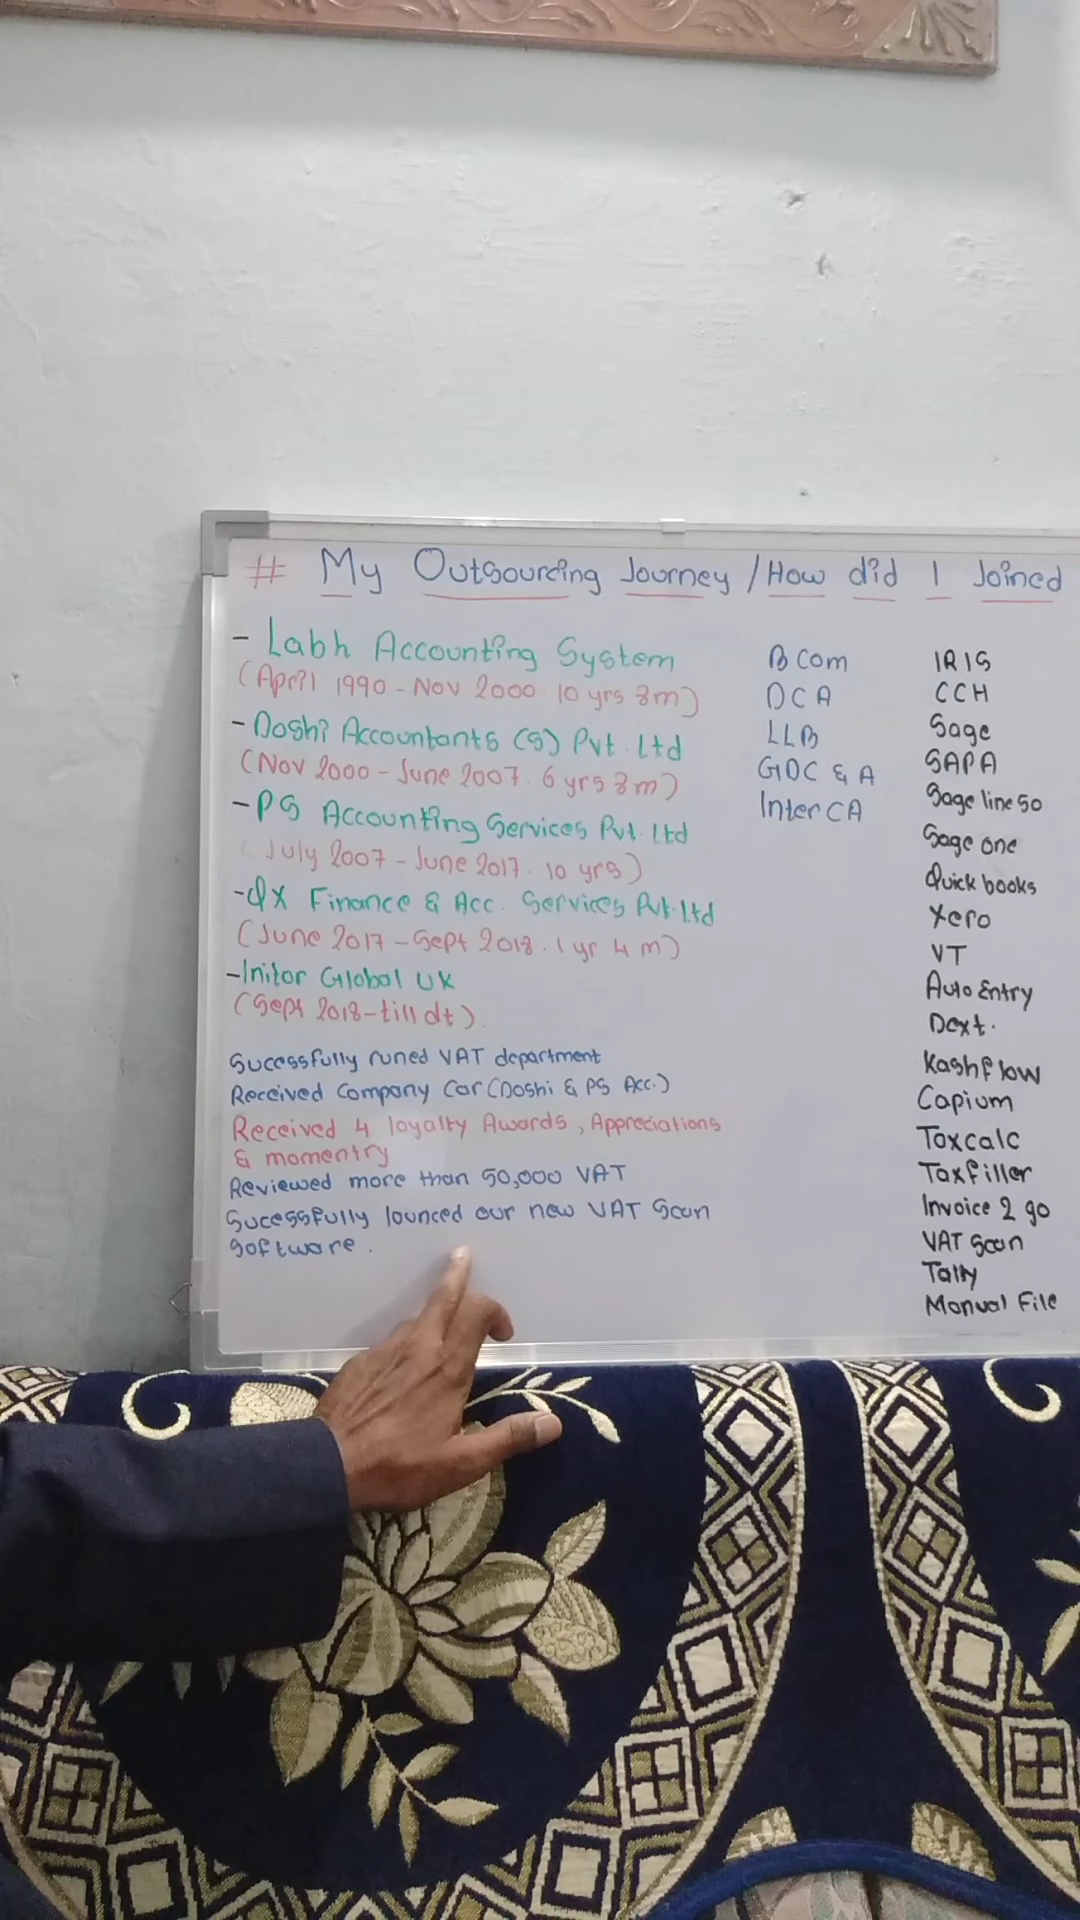 # My Outsourcing Journey / How did I Joined
- Labh Accounting System
(April 1990 - Nov 2000 10 yrs 8m)
- Doshi Accountants (S) Pvt. Ltd
(Nov 2000 - June 2007. 6 yrs 8m)
- PS Accounting Services Pvt. Ltd
(July 2007 - June 2017. 10 yrs)
- QX Finance & Acc. Services Pvt. Ltd
(June 2017 - Sept 2018. 1 yr 4 m)
- Initor Global UK
(Sept 2018 - till dt).
Sucessfully runed VAT department
Received Company Car (Doshi & PS Acc.)
Received 4 loyalty Awards, Appreciations
& momentry
Reviewed more than 50,000 VAT
Sucessfully lounced our new VAT Scan
Software.
B Com
DCA
LLB
GDC & A
Inter CA
IRIS
CCH
Sage
SAPA
Sage line 50
Sage one
Quick books
Xero
VT
Auto Entry
Dext.
Kashflow
Capium
Taxcalc
Taxfiller
Invoice 2 go
VAT Scan
Tally
Manual File